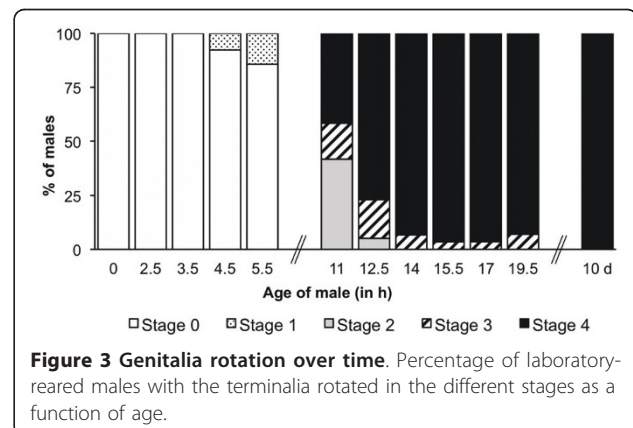 100
75
50
25
0
% of males
0 2.5 3.5 4.5 5.5 11 12.5 14 15.5 17 19.5 10 d
Age of male (in h)
Stage 0 Stage 1 Stage 2 Stage 3 Stage 4
Figure 3 Genitalia rotation over time. Percentage of laboratory-
reared males with the terminalia rotated in the different stages as a
function of age.